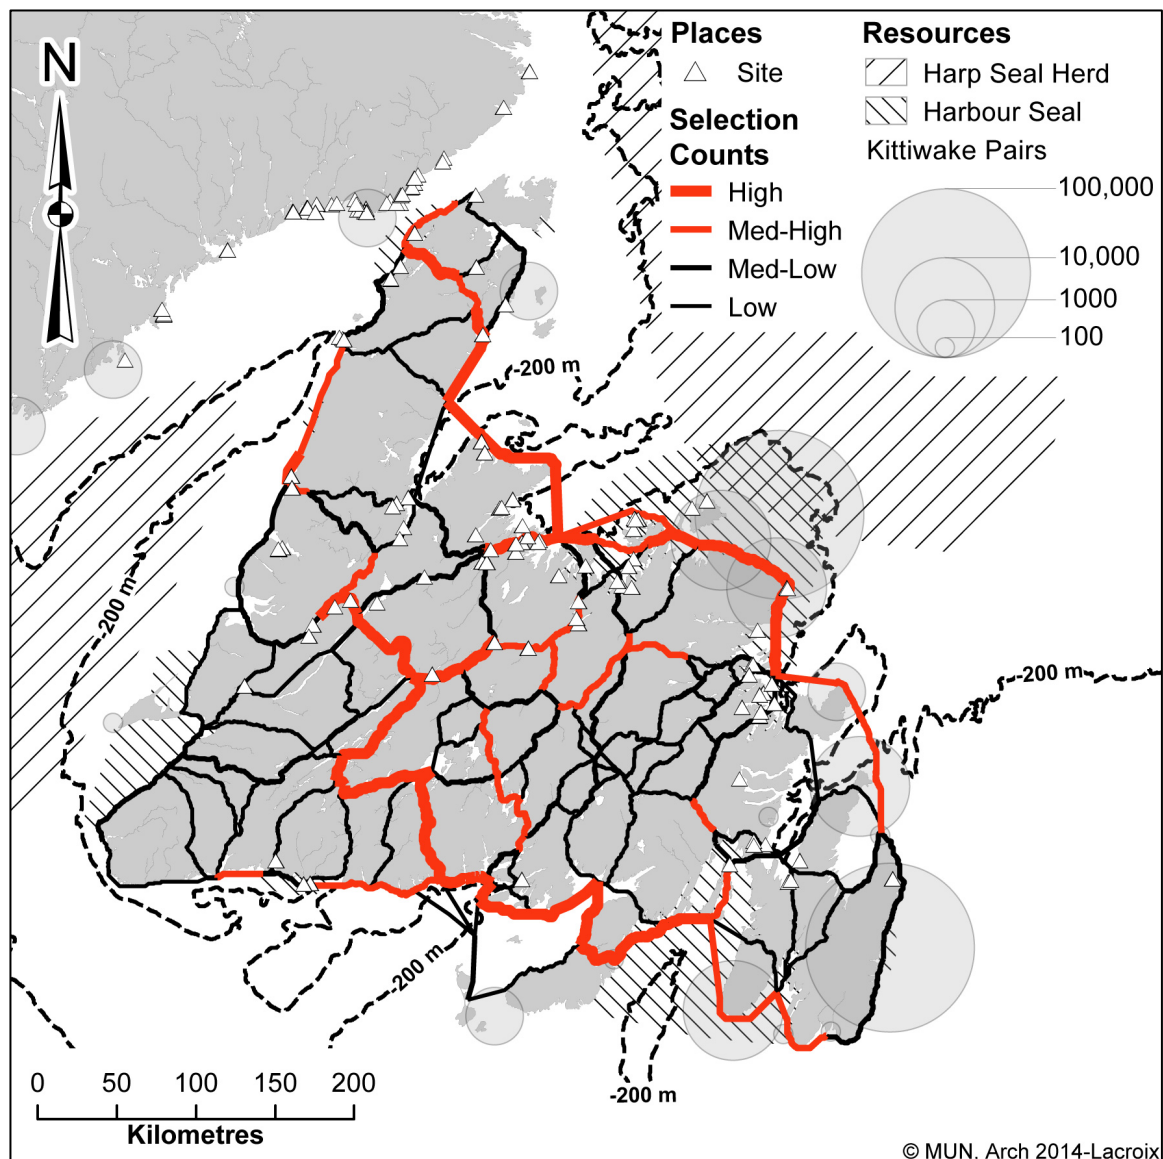 N
Places
Site
Selection
Counts
High
Med-High
Med-Low
Low
Resources
Harp Seal Herd
Harbour Seal
Kittiwake Pairs
100,000
10,000
1000
100
-200 m
-200 m
-200 m
-200 m
-200 m
0 50 100 150 200
Kilometres
© MUN. Arch 2014-Lacroix